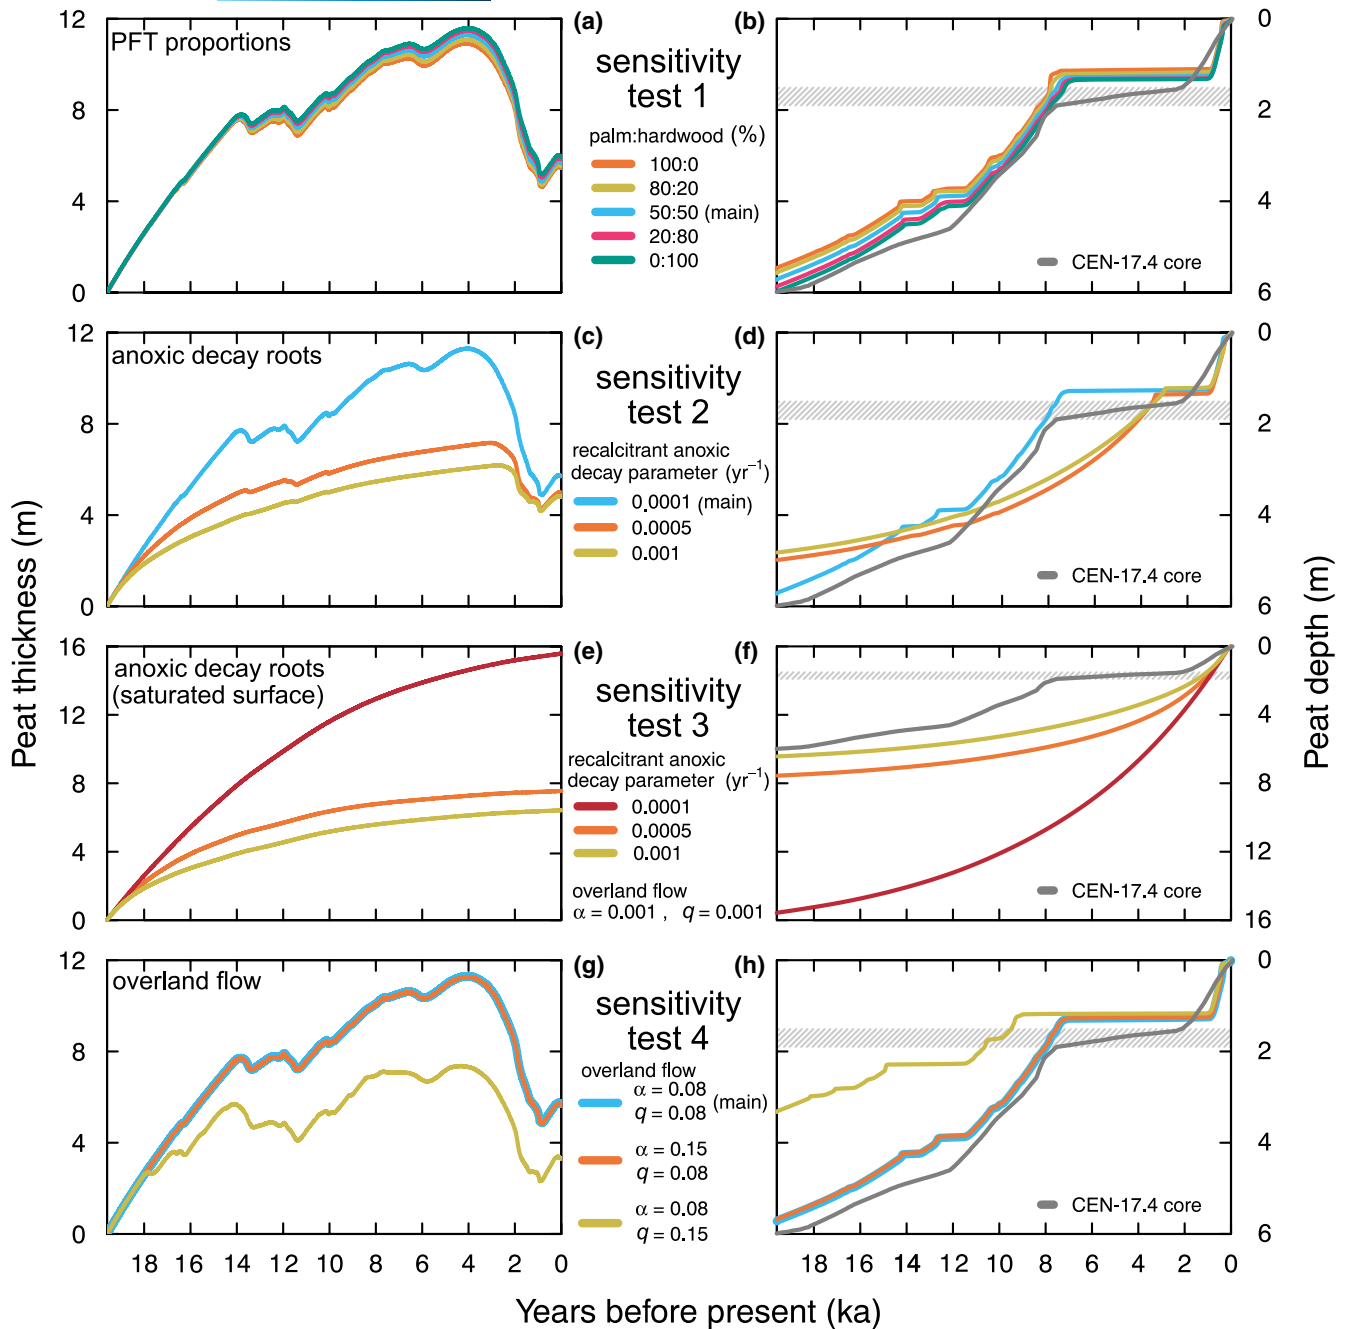 12
8
4
0
PFT proportions
(a)
sensitivity
test 1
palm:hardwood (%)
100:0
80:20
50:50 (main)
20:80
0:100
(b)
CEN-17.4 core
0
2
4
6
12
8
4
0
anoxic decay roots
(c)
sensitivity
test 2
recalcitrant anoxic
decay parameter (yr⁻¹)
0.0001 (main)
0.0005
0.001
(d)
CEN-17.4 core
0
2
4
6
Peat thickness (m)
Peat depth (m)
16
12
8
4
0
anoxic decay roots
(saturated surface)
(e)
sensitivity
test 3
recalcitrant anoxic
decay parameter (yr⁻¹)
0.0001
0.0005
0.001
overland flow
α = 0.001 , q = 0.001
(f)
CEN-17.4 core
0
4
8
12
16
12
8
4
0
overland flow
(g)
sensitivity
test 4
overland flow
α = 0.08
q = 0.08 (main)
α = 0.15
q = 0.08
α = 0.08
q = 0.15
(h)
CEN-17.4 core
0
2
4
6
18 16 14 12 10 8 6 4 2 0
18 16 14 12 10 8 6 4 2 0
Years before present (ka)